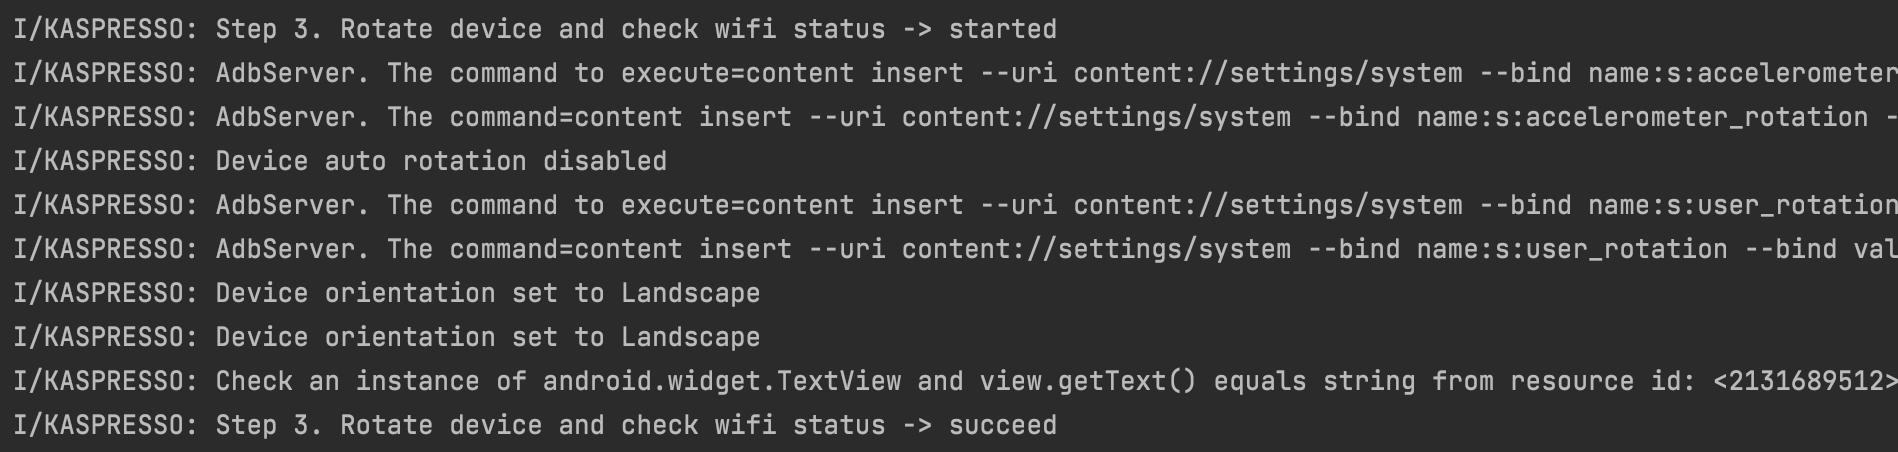 I/KASPRESSO: Step 3. Rotate device and check wifi status -> started
I/KASPRESSO: AdbServer. The command to execute=content insert --uri content://settings/system --bind name:s:accelerometer
I/KASPRESSO: AdbServer. The command=content insert --uri content://settings/system --bind name:s:accelerometer_rotation -
I/KASPRESSO: Device auto rotation disabled
I/KASPRESSO: AdbServer. The command to execute=content insert --uri content://settings/system --bind name:s:user_rotation
I/KASPRESSO: AdbServer. The command=content insert --uri content://settings/system --bind name:s:user_rotation --bind val
I/KASPRESSO: Device orientation set to Landscape
I/KASPRESSO: Device orientation set to Landscape
I/KASPRESSO: Check an instance of android.widget.TextView and view.getText() equals string from resource id: <2131689512>
I/KASPRESSO: Step 3. Rotate device and check wifi status -> succeed